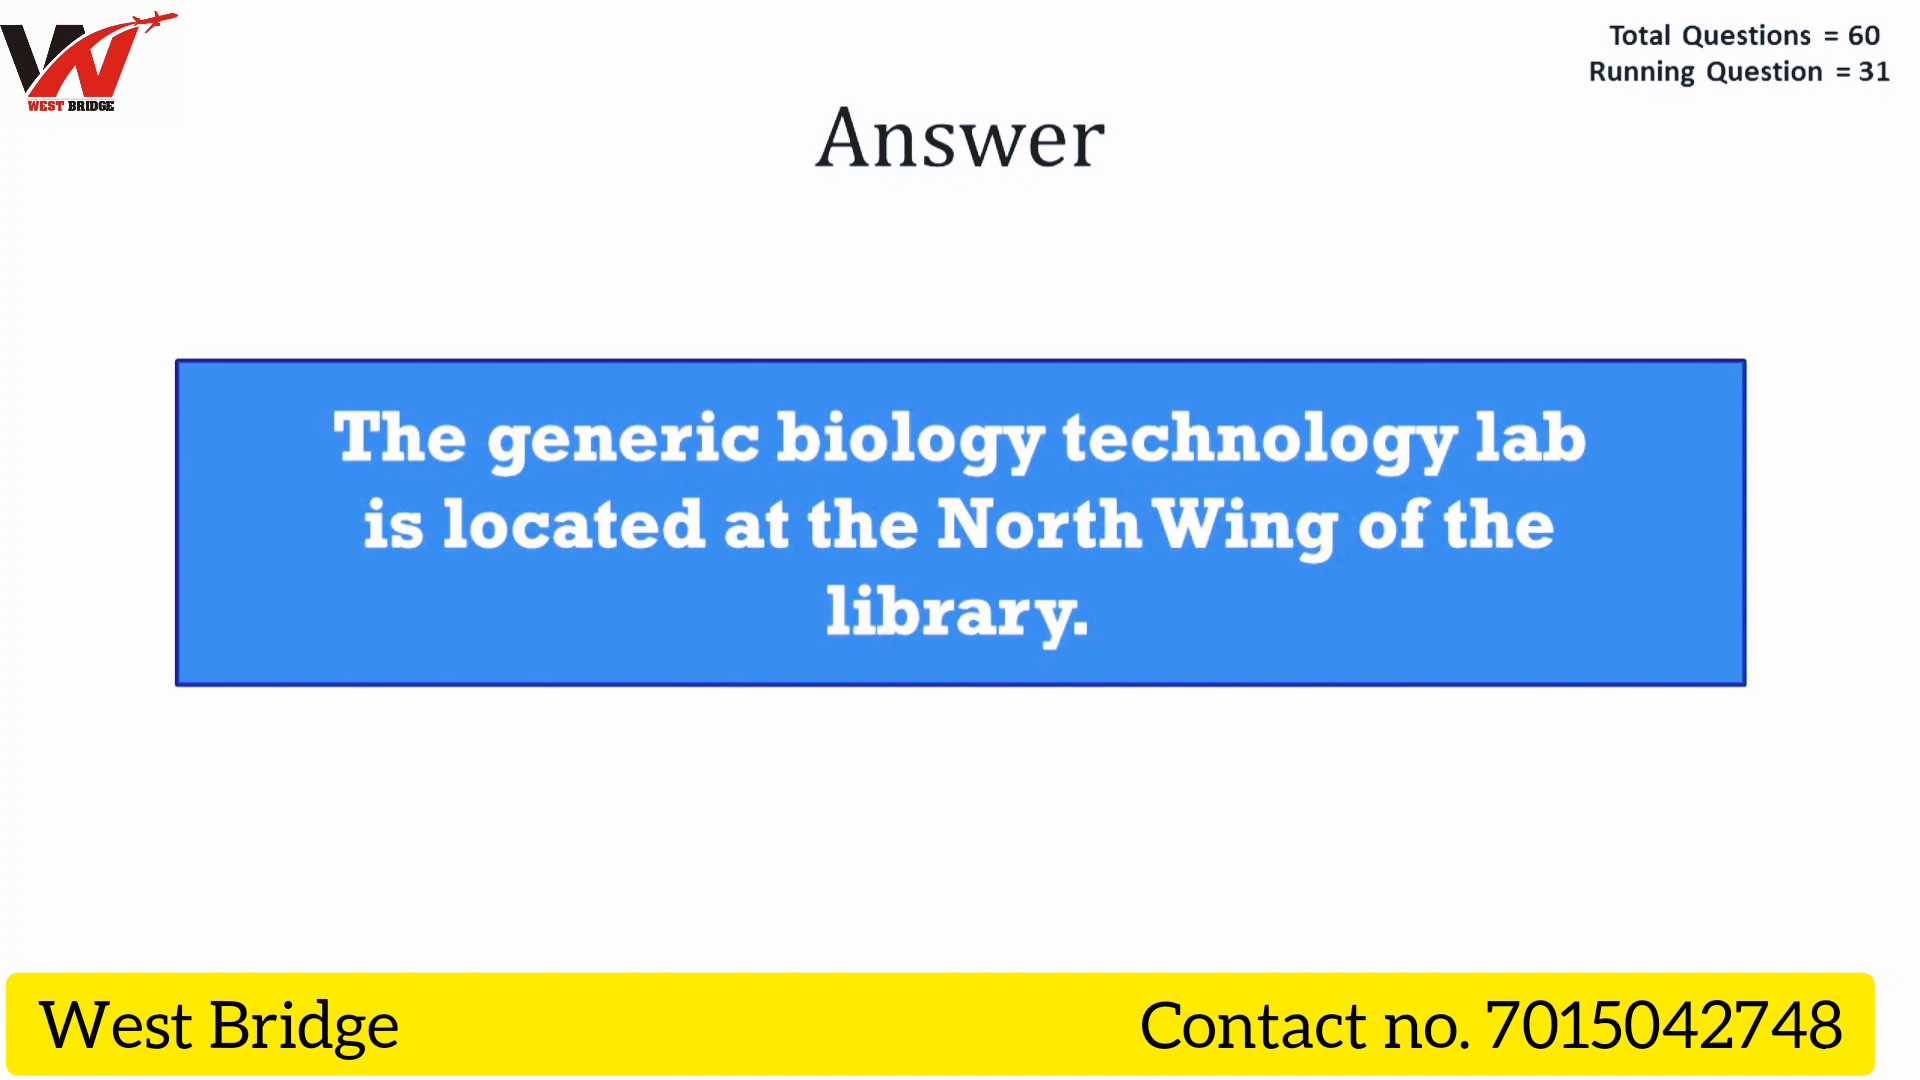 WEST BRIDGE
Total Questions = 60
Running Question = 31
Answer
The generic biology technology lab
is located at the North Wing of the
library.
West Bridge
Contact no. 7015042748